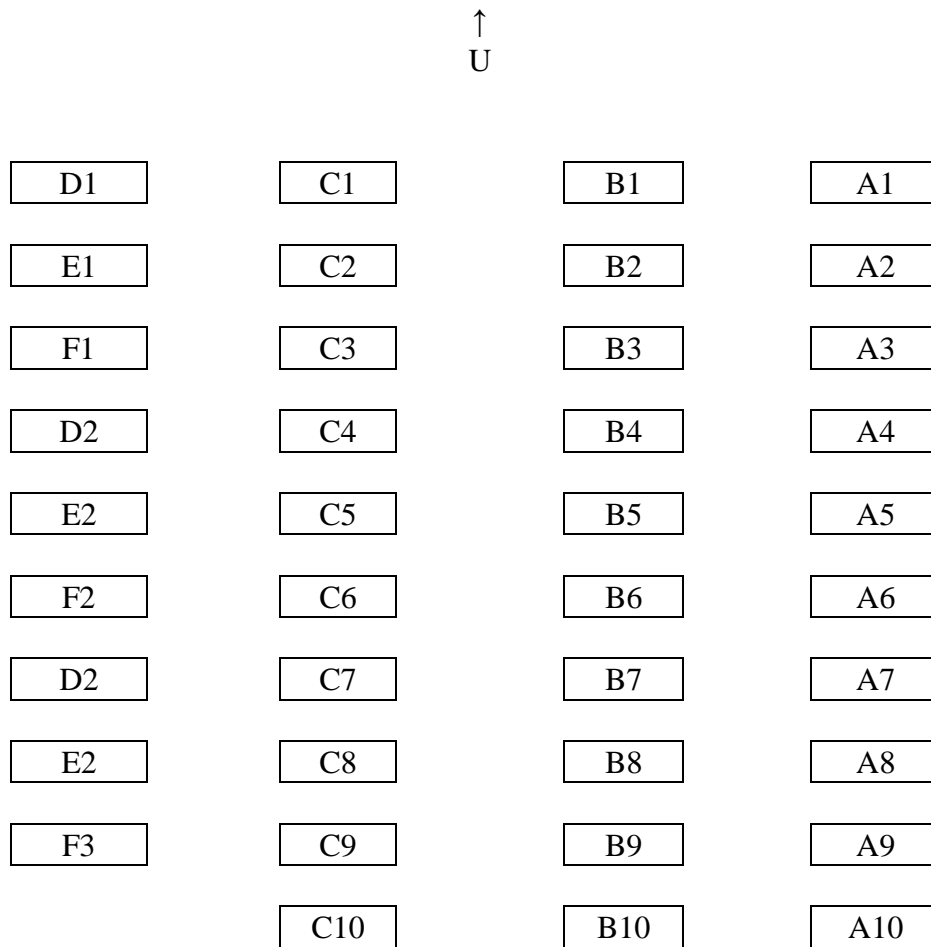 ↑
U
D1 C1 B1 A1
E1 C2 B2 A2
F1 C3 B3 A3
D2 C4 B4 A4
E2 C5 B5 A5
F2 C6 B6 A6
D2 C7 B7 A7
E2 C8 B8 A8
F3 C9 B9 A9
C10 B10 A10